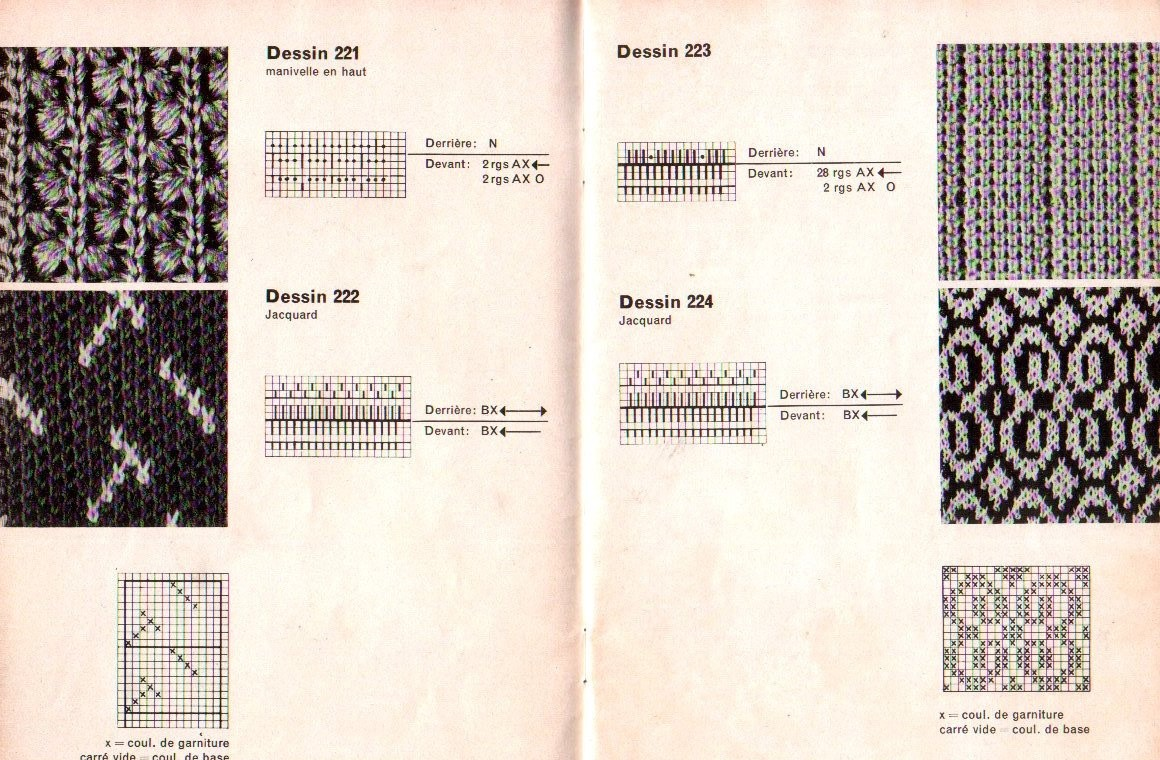 Dessin 221
manivelle en haut
Derrière: N
Devant: 2 rgs AX←
2 rgs AX O
Dessin 222
Jacquard
Derrière: BX←→
Devant: BX←
x = coul. de garniture
carré vide = coul. de base
Dessin 223
Derrière: N
Devant: 28 rgs AX←
2 rgs AX O
Dessin 224
Jacquard
Derrière: BX←→
Devant: BX←
x = coul. de garniture
carré vide = coul. de base